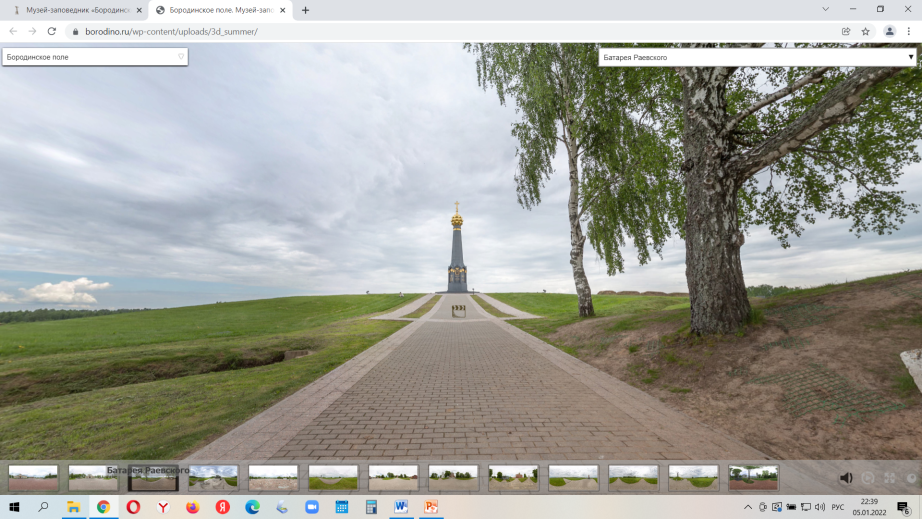 Музей-заповедник «Бородинск
Бородинское поле. Музей-запо
borodino.ru/wp-content/uploads/3d_summer/
Бородинское поле
Батарея Раевского
Батарея Раевского
22:39
РУС
05.01.2022
6